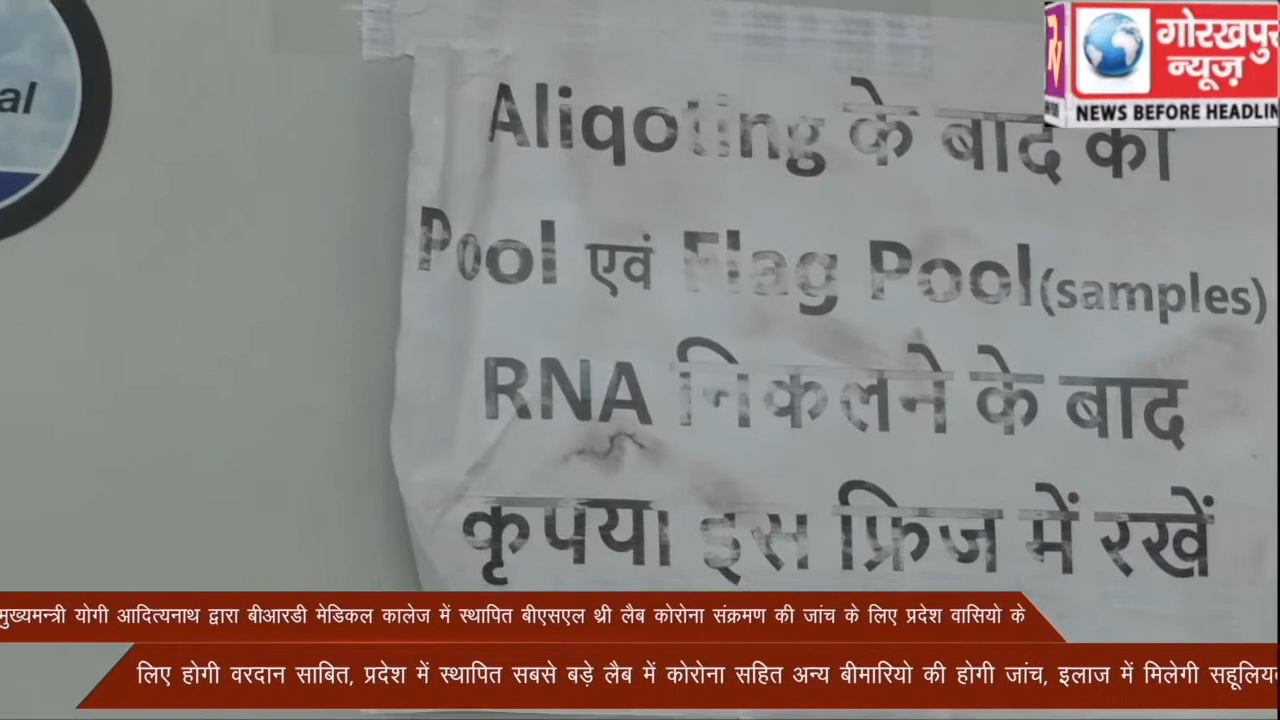 al
गोरखपुर
न्यूज़
NEWS BEFORE HEADLIN
Aliqoting के बाद का
Pool एवं Flag Pool (samples)
RNA निकलने के बाद
कृपया इस फ्रिज में रखें
मुख्यमन्त्री योगी आदित्यनाथ द्वारा बीआरडी मेडिकल कालेज में स्थापित बीएसएल थ्री लैब कोरोना संक्रमण की जांच के लिए प्रदेश वासियो के
लिए होगी वरदान साबित, प्रदेश में स्थापित सबसे बड़े लैब में कोरोना सहित अन्य बीमारियो की होगी जांच, इलाज में मिलेगी सहूलियत